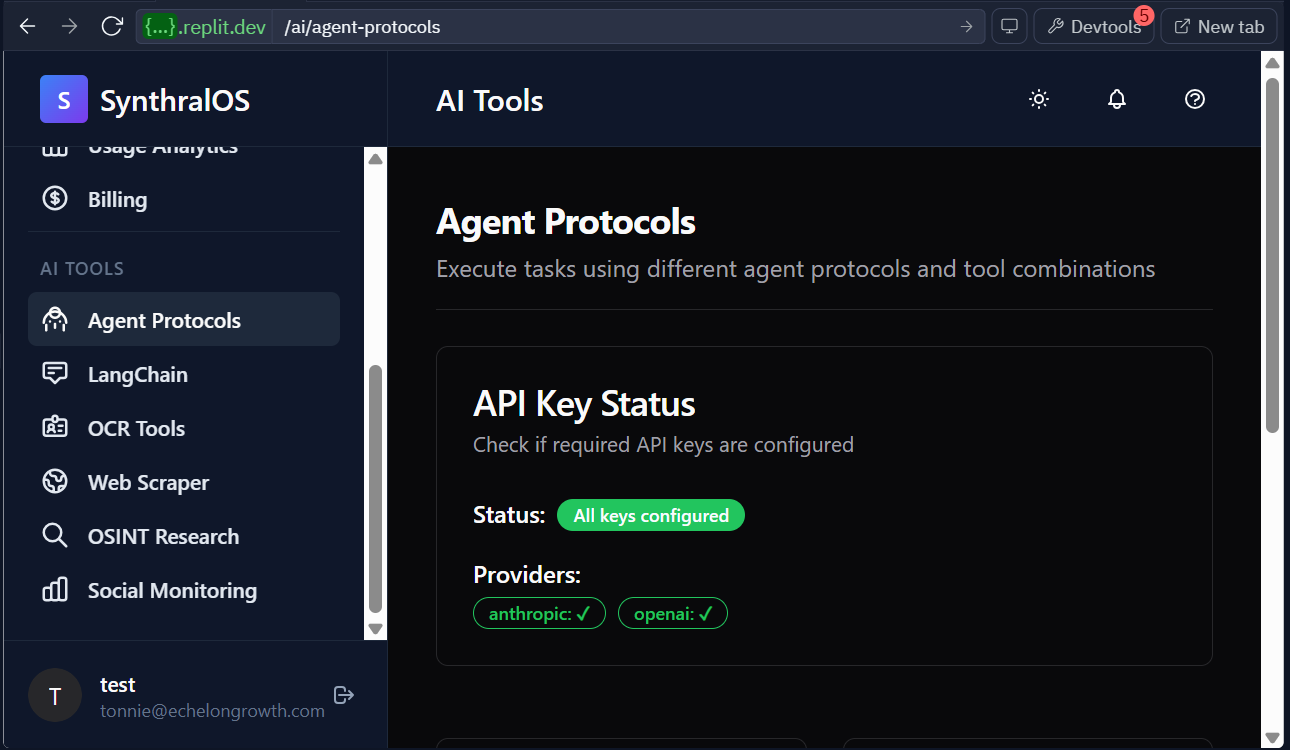 {...}.replit.dev /ai/agent-protocols
Devtools
5
New tab
S
SynthralOS
AI Tools
Usage Analytics
Billing
AI TOOLS
Agent Protocols
LangChain
OCR Tools
Web Scraper
OSINT Research
Social Monitoring
T
test
tonnie@echelongrowth.com
Agent Protocols
Execute tasks using different agent protocols and tool combinations
API Key Status
Check if required API keys are configured
Status: All keys configured
Providers:
anthropic: ✓ openai: ✓